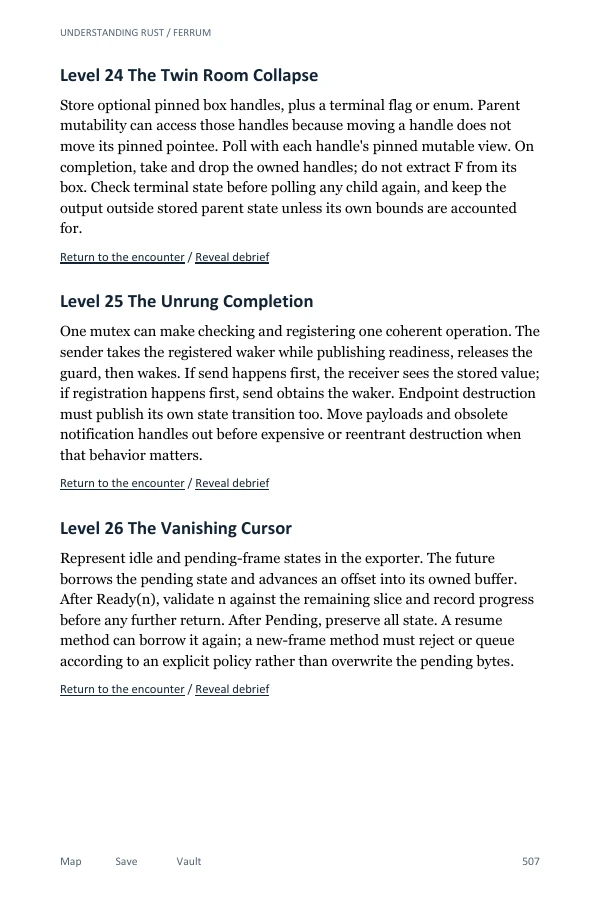 UNDERSTANDING RUST / FERRUM
Level 24 The Twin Room Collapse
Store optional pinned box handles, plus a terminal flag or enum. Parent
mutability can access those handles because moving a handle does not
move its pinned pointee. Poll with each handle's pinned mutable view. On
completion, take and drop the owned handles; do not extract F from its
box. Check terminal state before polling any child again, and keep the
output outside stored parent state unless its own bounds are accounted
for.
Return to the encounter / Reveal debrief
Level 25 The Unrung Completion
One mutex can make checking and registering one coherent operation. The
sender takes the registered waker while publishing readiness, releases the
guard, then wakes. If send happens first, the receiver sees the stored value;
if registration happens first, send obtains the waker. Endpoint destruction
must publish its own state transition too. Move payloads and obsolete
notification handles out before expensive or reentrant destruction when
that behavior matters.
Return to the encounter / Reveal debrief
Level 26 The Vanishing Cursor
Represent idle and pending-frame states in the exporter. The future
borrows the pending state and advances an offset into its owned buffer.
After Ready(n), validate n against the remaining slice and record progress
before any further return. After Pending, preserve all state. A resume
method can borrow it again; a new-frame method must reject or queue
according to an explicit policy rather than overwrite the pending bytes.
Return to the encounter / Reveal debrief
Map Save Vault 507